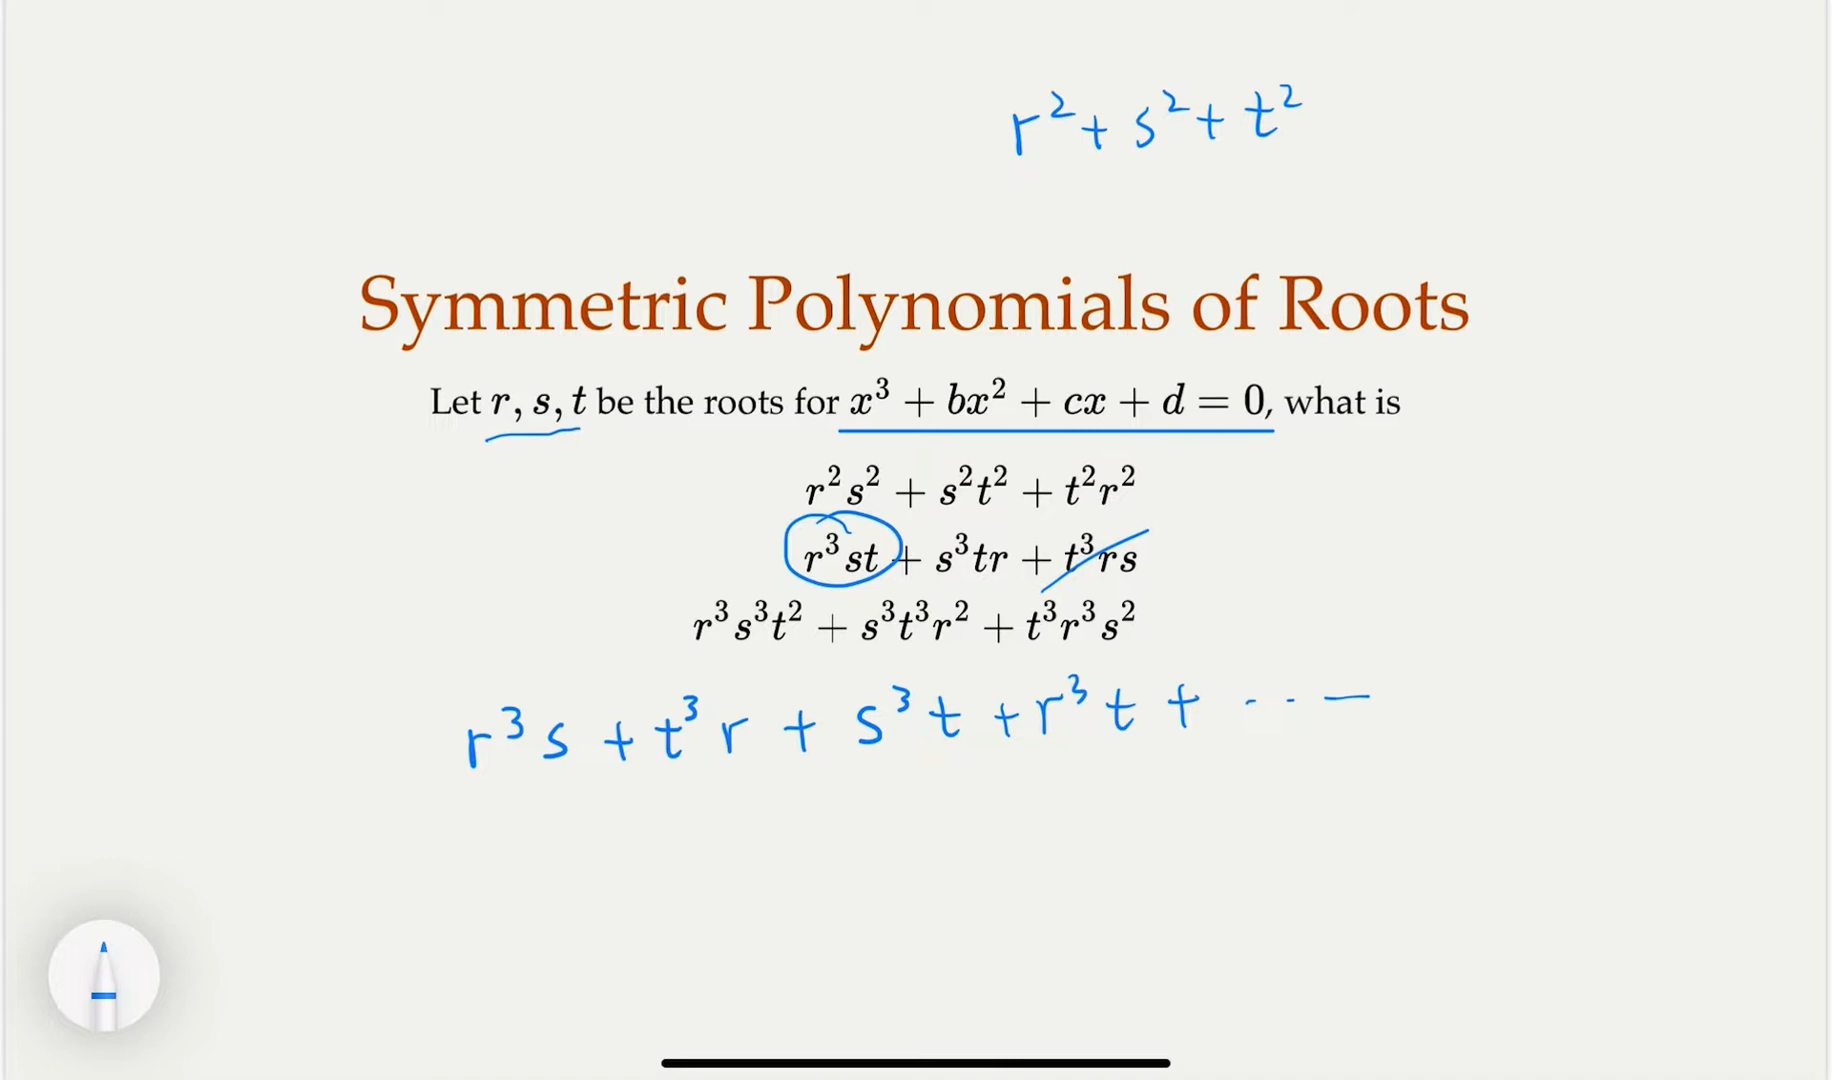 r² + s² + t²
Symmetric Polynomials of Roots
Let r, s, t be the roots for x³ + bx² + cx + d = 0, what is
r²s² + s²t² + t²r²
r³st + s³tr + t³rs
r³s³t² + s³t³r² + t³r³s²
r³s + t³r + s³t + r³t + ...